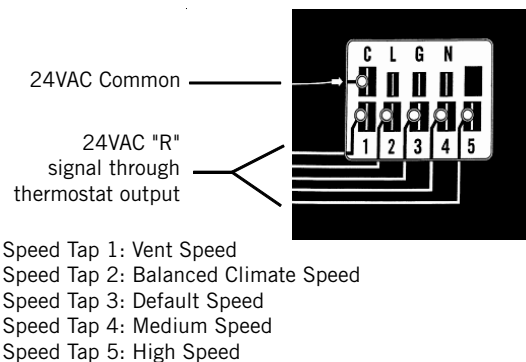 C L G N
24VAC Common
24VAC "R"
signal through
thermostat output
1 2 3 4 5
Speed Tap 1: Vent Speed
Speed Tap 2: Balanced Climate Speed
Speed Tap 3: Default Speed
Speed Tap 4: Medium Speed
Speed Tap 5: High Speed